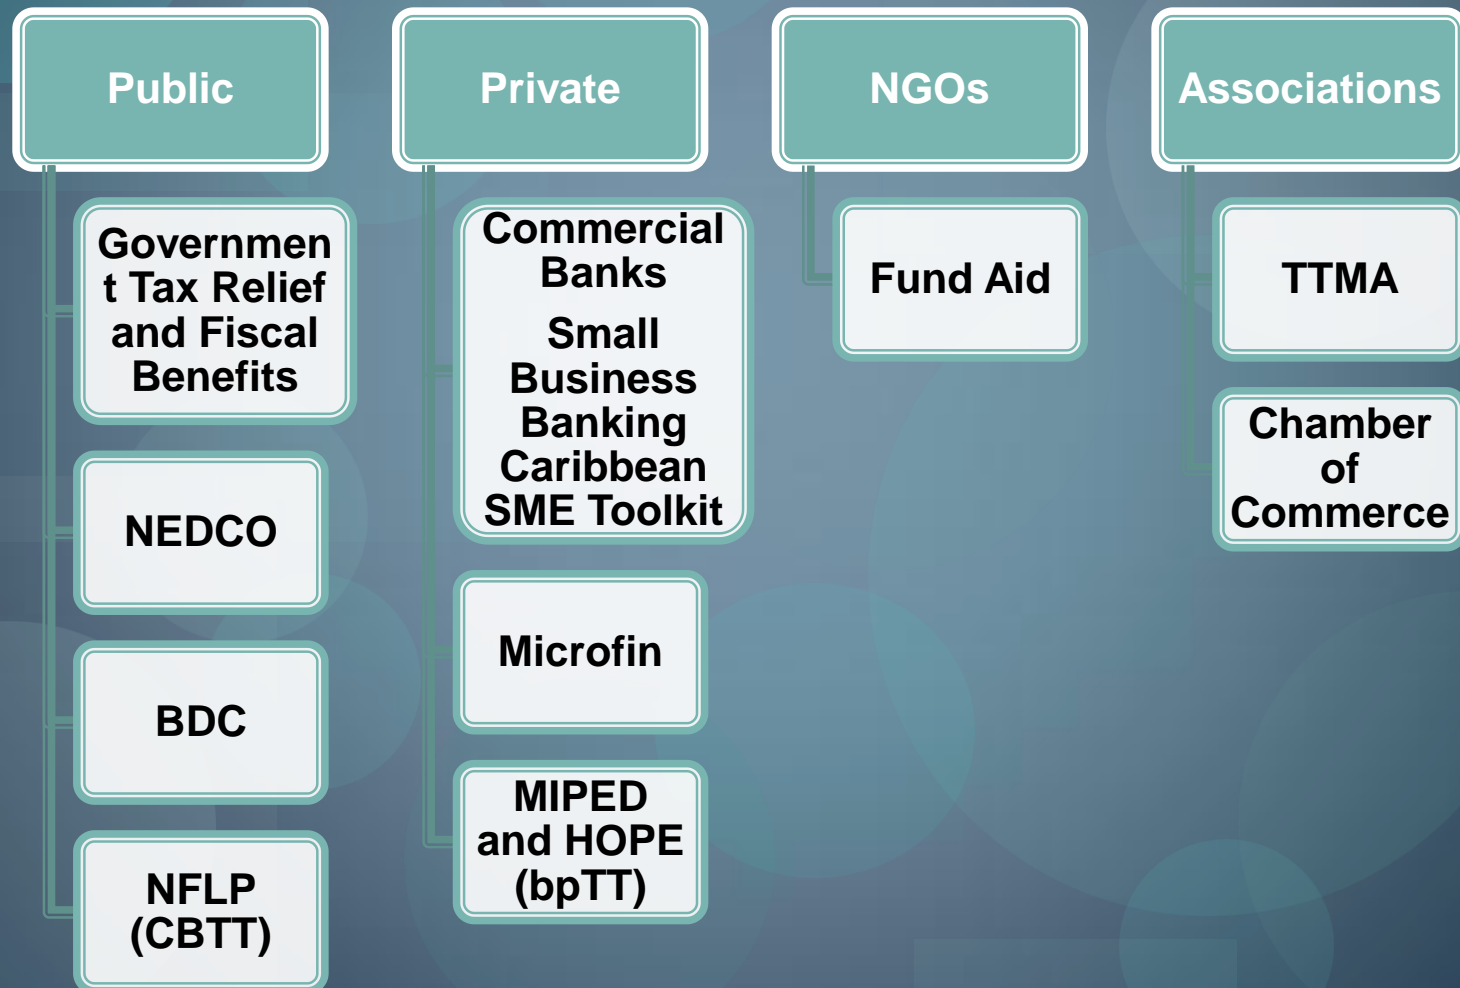 Public
Governmen
t Tax Relief
and Fiscal
Benefits
NEDCO
BDC
NFLP
(CBTT)
Private
Commercial
Banks
Small
Business
Banking
Caribbean
SME Toolkit
Microfin
MIPED
and HOPE
(bpTT)
NGOs
Fund Aid
Associations
TTMA
Chamber
of
Commerce